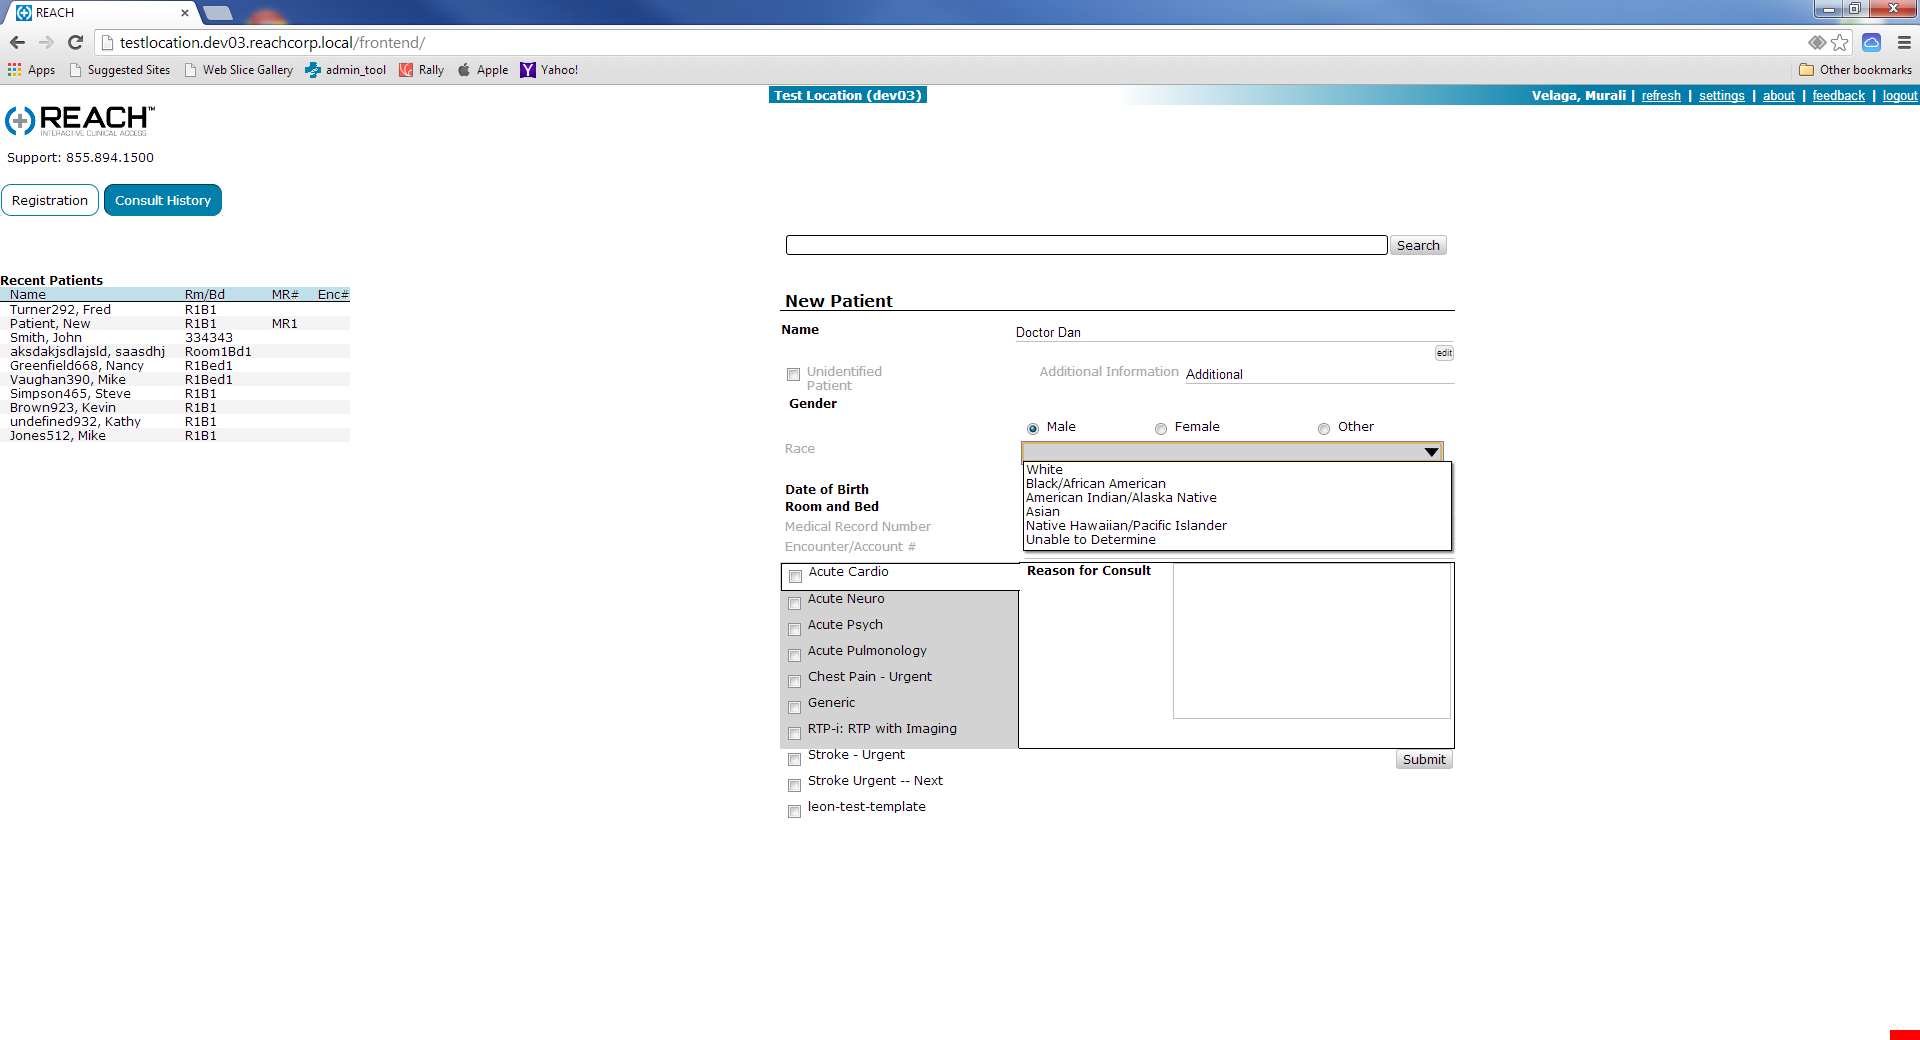 REACH
testlocation.dev03.reachcorp.local/frontend/
Apps Suggested Sites Web Slice Gallery admin_tool Rally Apple Yahoo! Other bookmarks
Test Location (dev03) Velaga, Murali | refresh | settings | about | feedback | logout
REACH™
INTERACTIVE CLINICAL ACCESS
Support: 855.894.1500
Registration Consult History
Search
Recent Patients
Name Rm/Bd MR# Enc#
Turner292, Fred R1B1
Patient, New R1B1 MR1
Smith, John 334343
aksdakjsdlajsld, saasdhj Room1Bd1
Greenfield668, Nancy R1Bed1
Vaughan390, Mike R1Bed1
Simpson465, Steve R1B1
Brown923, Kevin R1B1
undefined932, Kathy R1B1
Jones512, Mike R1B1
New Patient
Name Doctor Dan
edit
Unidentified Patient Additional Information Additional
Gender
Male Female Other
Race
White
Black/African American
American Indian/Alaska Native
Asian
Native Hawaiian/Pacific Islander
Unable to Determine
Date of Birth
Room and Bed
Medical Record Number
Encounter/Account #
Acute Cardio
Acute Neuro
Acute Psych
Acute Pulmonology
Chest Pain - Urgent
Generic
RTP-i: RTP with Imaging
Stroke - Urgent
Stroke Urgent -- Next
leon-test-template
Reason for Consult
Submit